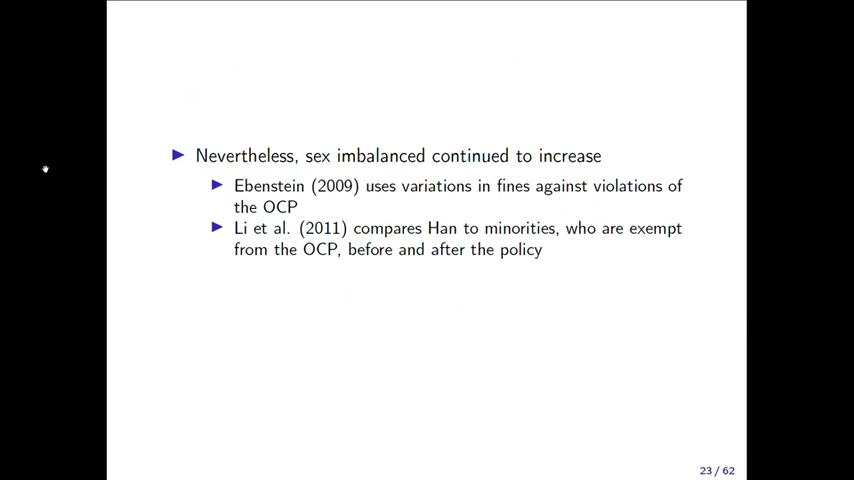 Nevertheless, sex imbalanced continued to increase
Ebenstein (2009) uses variations in fines against violations of
the OCP
Li et al. (2011) compares Han to minorities, who are exempt
from the OCP, before and after the policy
23 / 62